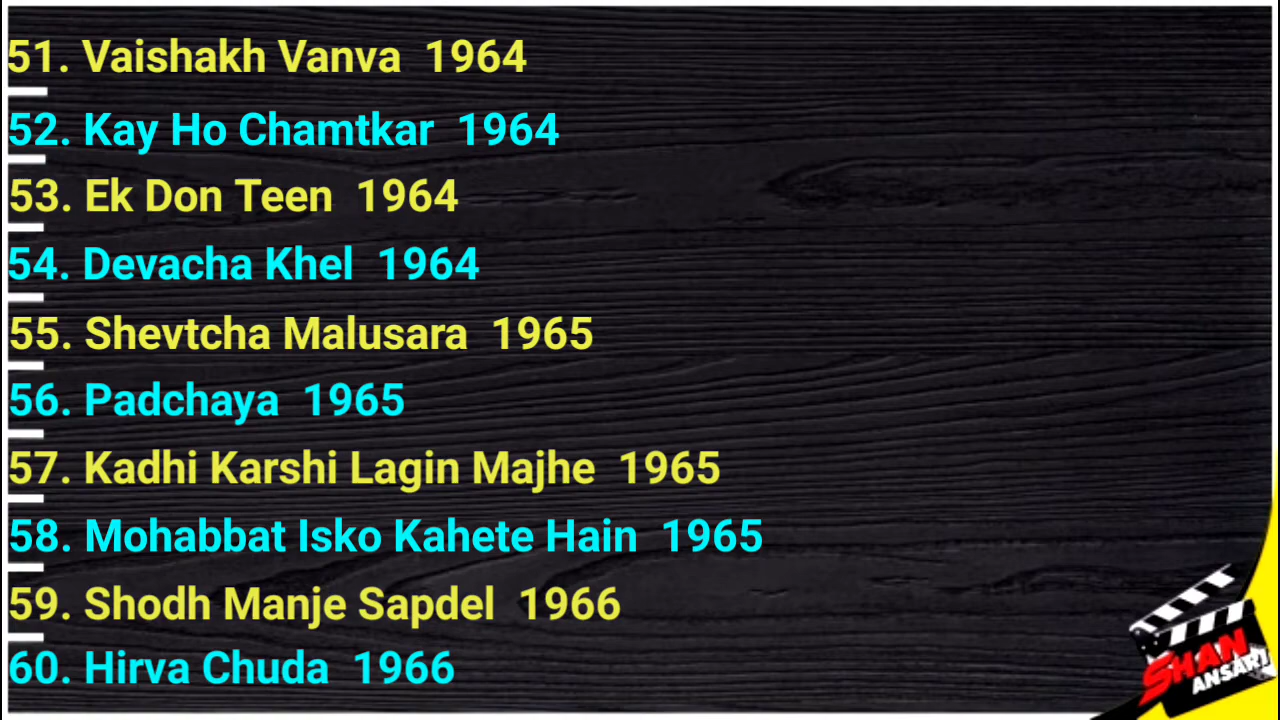 51. Vaishakh Vanva 1964
52. Kay Ho Chamtkar 1964
53. Ek Don Teen 1964
54. Devacha Khel 1964
55. Shevtcha Malusara 1965
56. Padchaya 1965
57. Kadhi Karshi Lagin Majhe 1965
58. Mohabbat Isko Kahete Hain 1965
59. Shodh Manje Sapdel 1966
60. Hirva Chuda 1966
SHAN
ANSARI